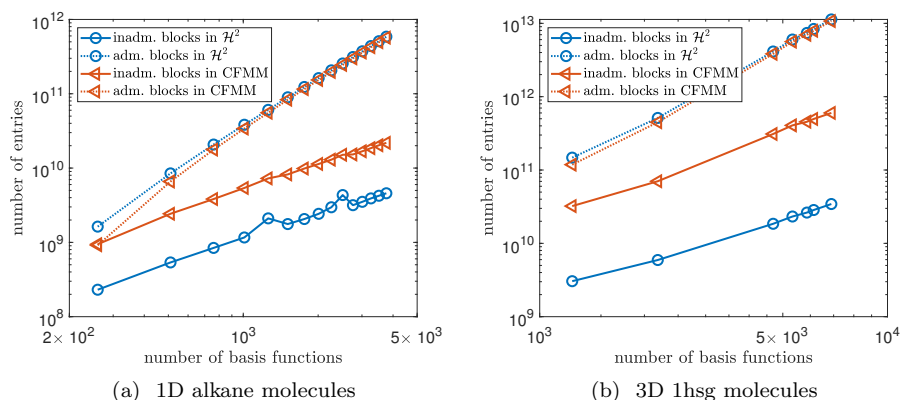 10^12
10^11
10^10
10^9
10^8
number of entries
inadm. blocks in H^2
adm. blocks in H^2
inadm. blocks in CFMM
adm. blocks in CFMM
2 × 10^2
10^3
5 × 10^3
number of basis functions
(a) 1D alkane molecules
10^13
10^12
10^11
10^10
10^9
number of entries
inadm. blocks in H^2
adm. blocks in H^2
inadm. blocks in CFMM
adm. blocks in CFMM
10^3
5 × 10^3
10^4
number of basis functions
(b) 3D 1hsg molecules